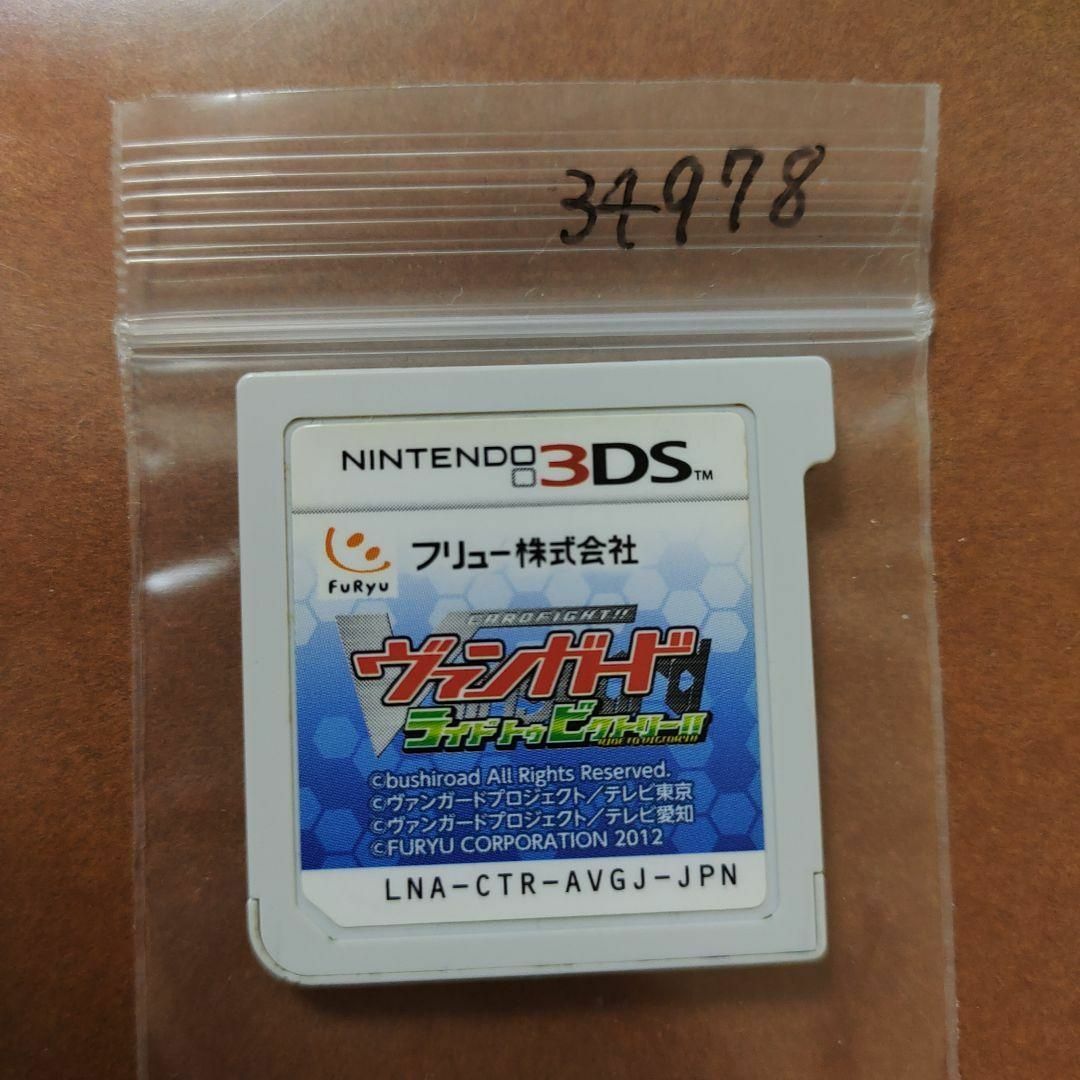 34978
NINTENDO 3DS™
FuRyu
フリュー株式会社
CARDFIGHT!!
ヴァンガード
ライド トゥ ビクトリー!!
RIDE TO VICTORY!!
©bushiroad All Rights Reserved.
©ヴァンガードプロジェクト／テレビ東京
©ヴァンガードプロジェクト／テレビ愛知
©FURYU CORPORATION 2012
LNA-CTR-AVGJ-JPN